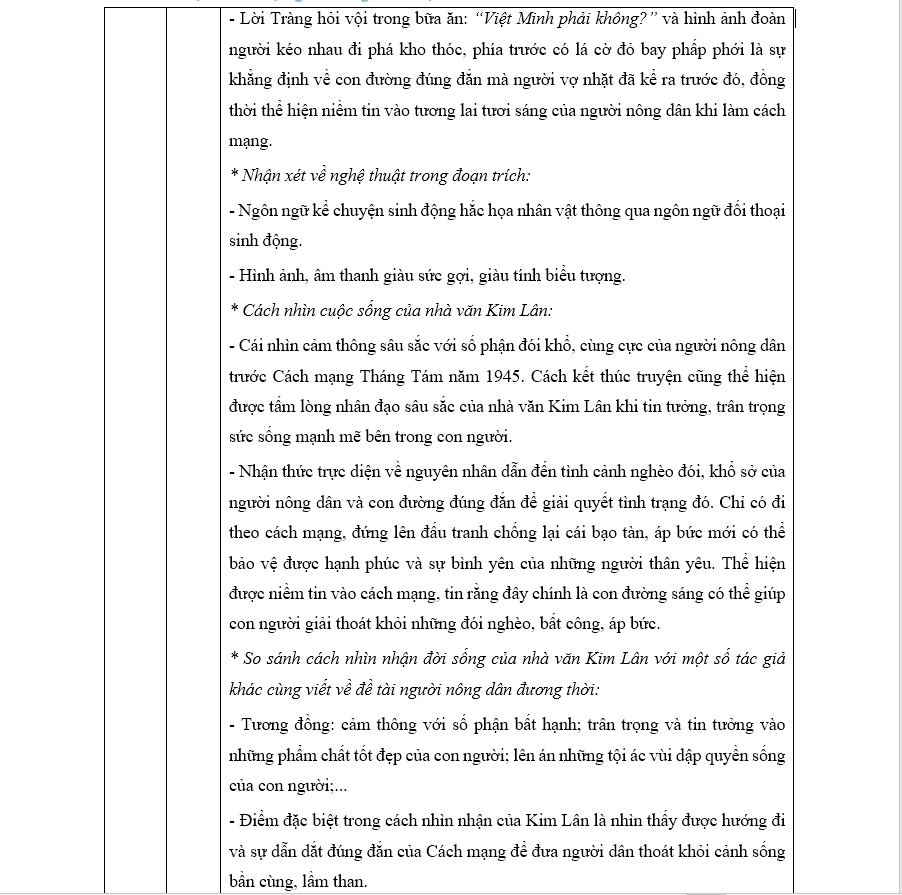 - Lời Tràng hỏi vội trong bữa ăn: “Việt Minh phải không?” và hình ảnh đoàn
người kéo nhau đi phá kho thóc, phía trước có lá cờ đỏ bay phấp phới là sự
khẳng định về con đường đúng đắn mà người vợ nhặt đã kể ra trước đó, đồng
thời thể hiện niềm tin vào tương lai tươi sáng của người nông dân khi làm cách
mạng.
* Nhận xét về nghệ thuật trong đoạn trích:
- Ngôn ngữ kể chuyện sinh động hắc họa nhân vật thông qua ngôn ngữ đối thoại
sinh động.
- Hình ảnh, âm thanh giàu sức gợi, giàu tính biểu tượng.
* Cách nhìn cuộc sống của nhà văn Kim Lân:
- Cái nhìn cảm thông sâu sắc với số phận đói khổ, cùng cực của người nông dân
trước Cách mạng Tháng Tám năm 1945. Cách kết thúc truyện cũng thể hiện
được tấm lòng nhân đạo sâu sắc của nhà văn Kim Lân khi tin tưởng, trân trọng
sức sống mạnh mẽ bên trong con người.
- Nhận thức trực diện về nguyên nhân dẫn đến tình cảnh nghèo đói, khổ sở của
người nông dân và con đường đúng đắn để giải quyết tình trạng đó. Chỉ có đi
theo cách mạng, đứng lên đấu tranh chống lại cái bạo tàn, áp bức mới có thể
bảo vệ được hạnh phúc và sự bình yên của những người thân yêu. Thể hiện
được niềm tin vào cách mạng, tin rằng đây chính là con đường sáng có thể giúp
con người giải thoát khỏi những đói nghèo, bất công, áp bức.
* So sánh cách nhìn nhận đời sống của nhà văn Kim Lân với một số tác giả
khác cùng viết về đề tài người nông dân đương thời:
- Tương đồng: cảm thông với số phận bất hạnh; trân trọng và tin tưởng vào
những phẩm chất tốt đẹp của con người; lên án những tội ác vùi dập quyền sống
của con người;...
- Điểm đặc biệt trong cách nhìn nhận của Kim Lân là nhìn thấy được hướng đi
và sự dẫn dắt đúng đắn của Cách mạng để đưa người dân thoát khỏi cảnh sống
bần cùng, lầm than.